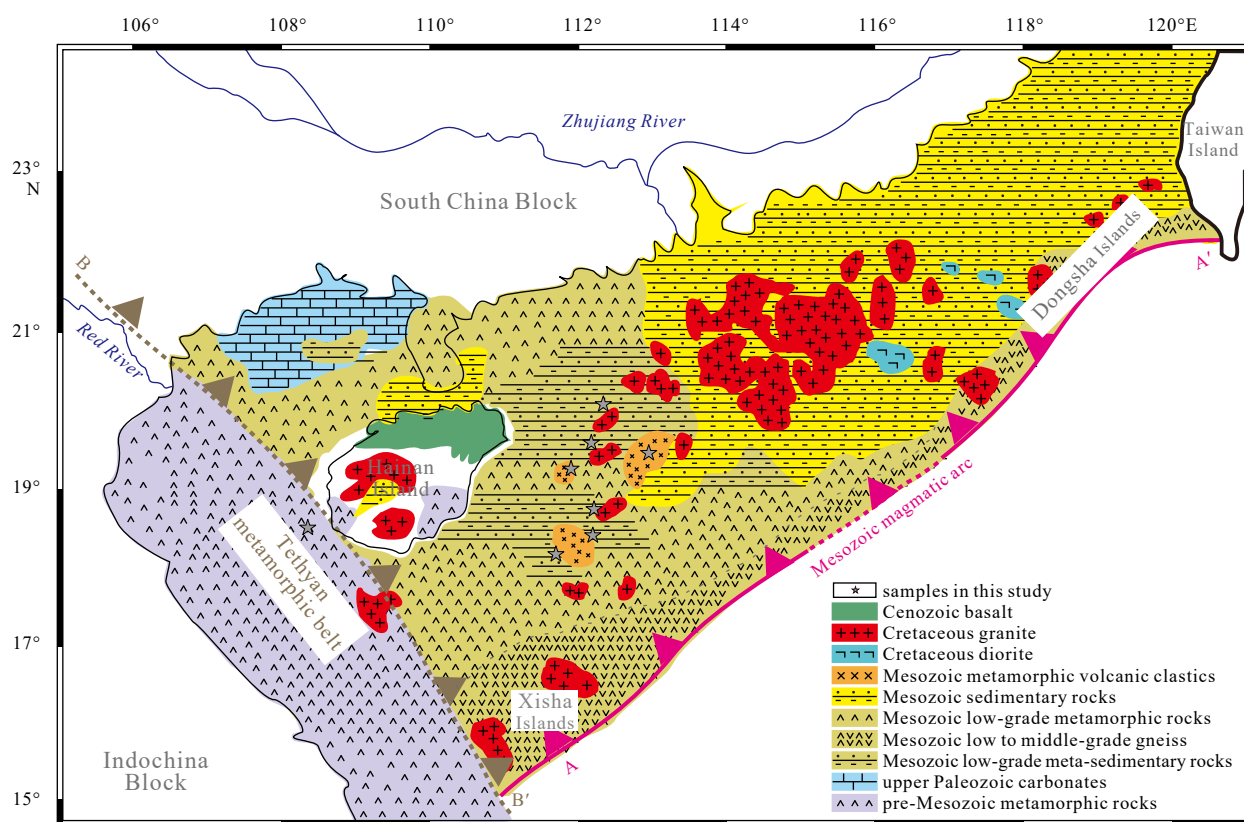 106°
108°
110°
112°
114°
116°
118°
120°E
Zhujiang River
Taiwan
Island
23°
N
South China Block
Dongsha Islands
A'
B
Red River
21°
Hainan
Island
19°
Mesozoic magmatic arc
Tethyan
metamorphic belt
17°
Xisha
Islands
A
Indochina
Block
B'
15°
samples in this study
Cenozoic basalt
Cretaceous granite
Cretaceous diorite
Mesozoic metamorphic volcanic clastics
Mesozoic sedimentary rocks
Mesozoic low-grade metamorphic rocks
Mesozoic low to middle-grade gneiss
Mesozoic low-grade meta-sedimentary rocks
upper Paleozoic carbonates
pre-Mesozoic metamorphic rocks